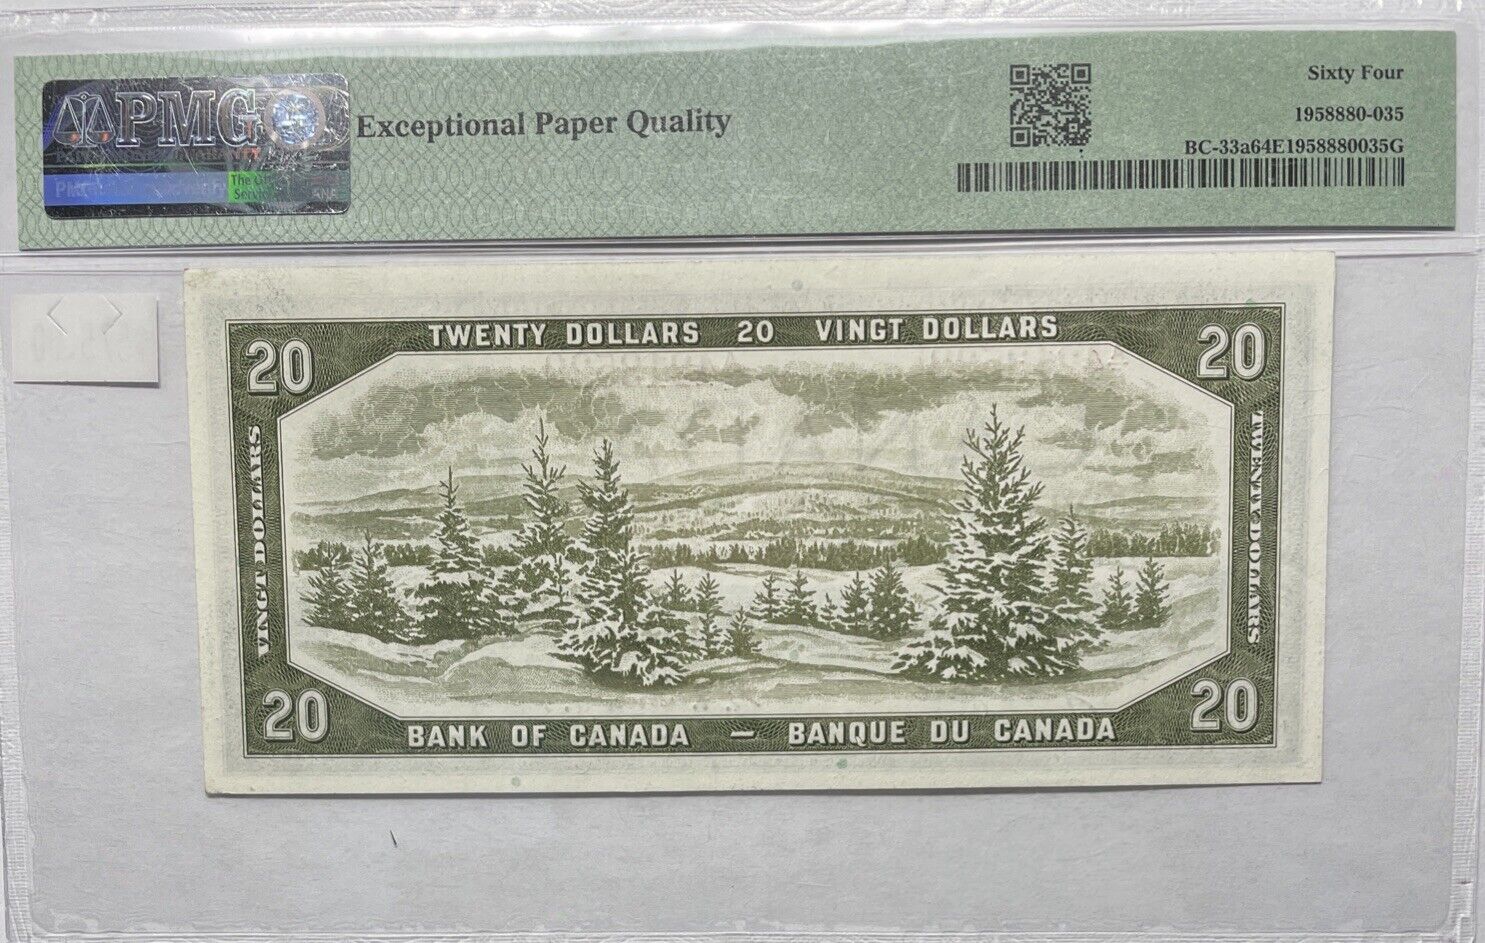 PMG
Exceptional Paper Quality
Sixty Four
1958880-035
BC-33a64E1958880035G
TWENTY DOLLARS 20 VINGT DOLLARS
20
20
VINGT DOLLARS
TWENTY DOLLARS
20
20
BANK OF CANADA — BANQUE DU CANADA